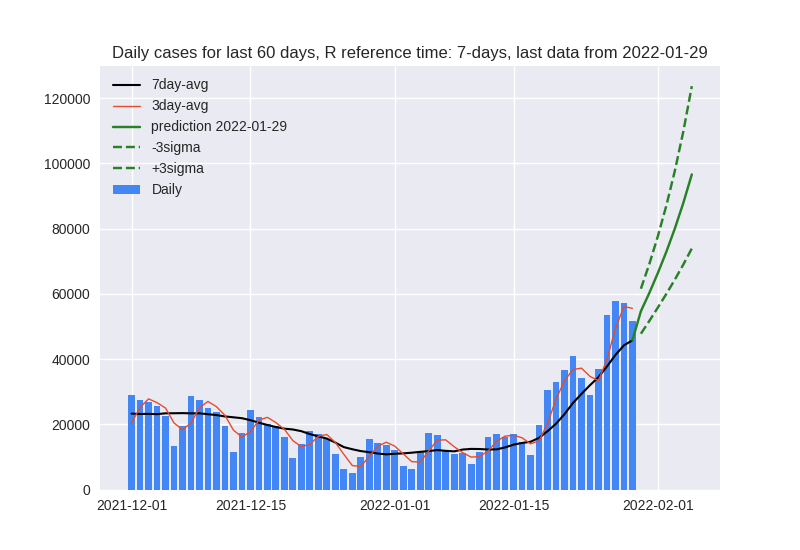 Daily cases for last 60 days, R reference time: 7-days, last data from 2022-01-29
7day-avg
3day-avg
prediction 2022-01-29
-3sigma
+3sigma
Daily
120000
100000
80000
60000
40000
20000
0
2021-12-01
2021-12-15
2022-01-01
2022-01-15
2022-02-01